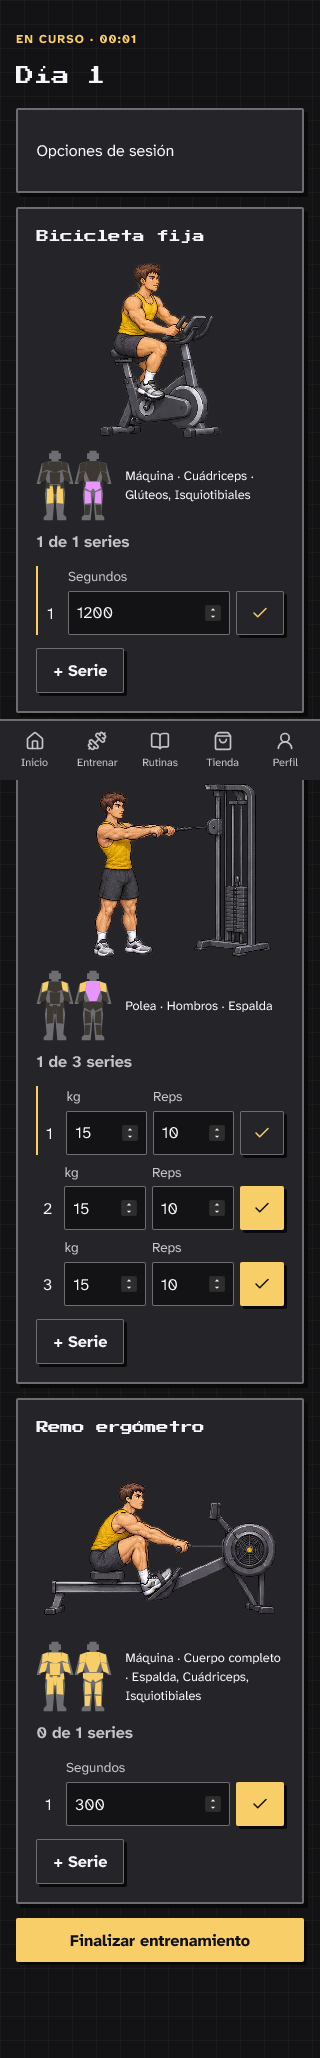 EN CURSO · 00:01
Día 1
Opciones de sesión
Bicicleta fija
Máquina · Cuádriceps ·
Glúteos, Isquiotibiales
1 de 1 series
Segundos
1 1200
+ Serie
Inicio Entrenar Rutinas Tienda Perfil
Polea · Hombros · Espalda
1 de 3 series
kg Reps
1 15 10
kg Reps
2 15 10
kg Reps
3 15 10
+ Serie
Remo ergómetro
Máquina · Cuerpo completo
· Espalda, Cuádriceps,
Isquiotibiales
0 de 1 series
Segundos
1 300
+ Serie
Finalizar entrenamiento